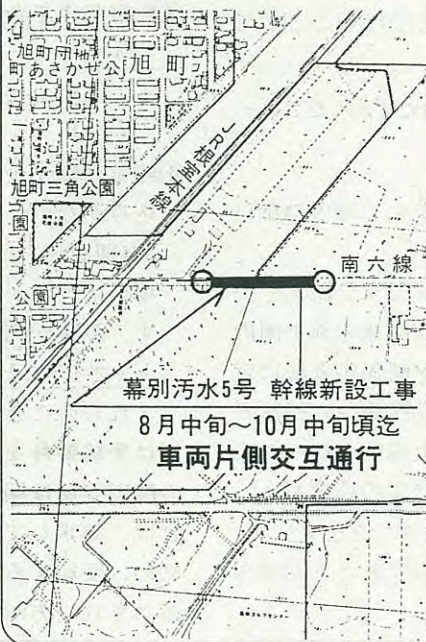 旭町団地
町あさかぜ公
旭町
JR根室本線
旭町三角公園
園
公園
南六線
幕別汚水5号 幹線新設工事
8月中旬〜10月中旬頃迄
車両片側交互通行